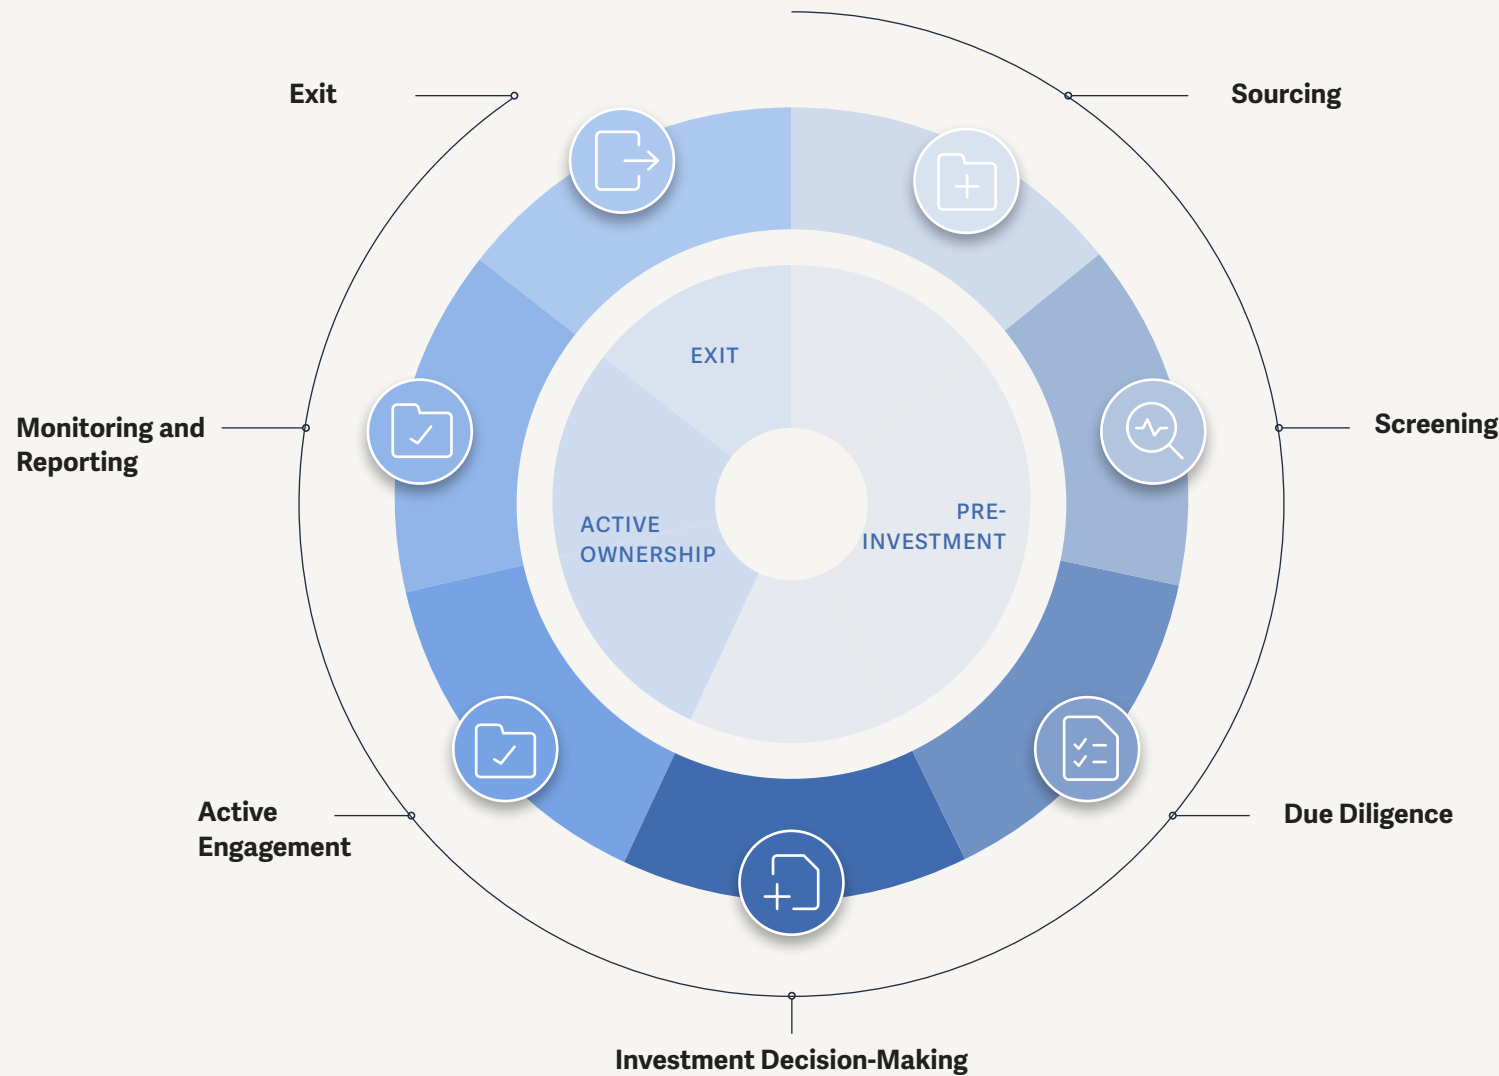 Exit
Sourcing
EXIT
Monitoring and
Reporting
Screening
ACTIVE
OWNERSHIP
PRE-
INVESTMENT
Active
Engagement
Due Diligence
Investment Decision-Making